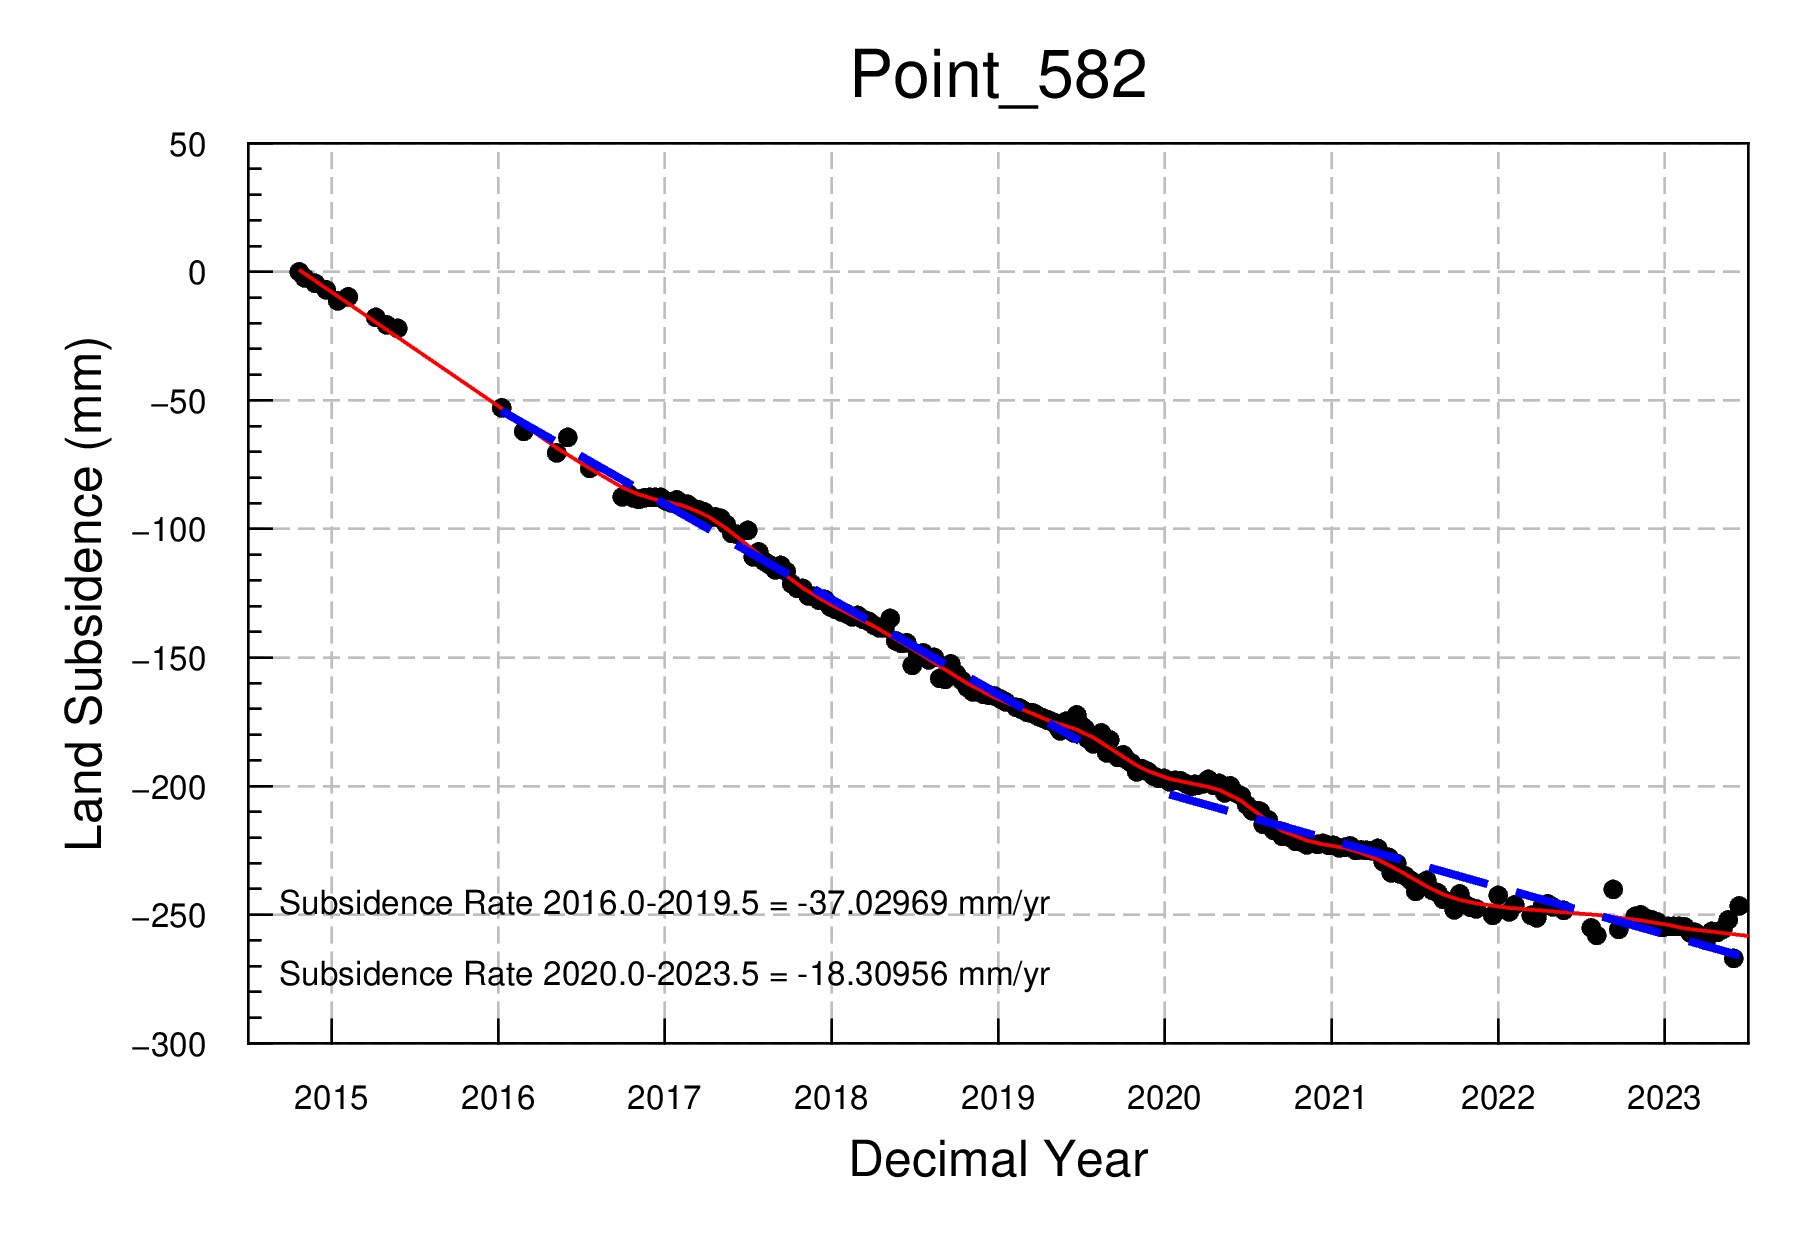 Point_582
50
0
−50
−100
−150
−200
−250
−300
Land Subsidence (mm)
Subsidence Rate 2016.0-2019.5 = -37.02969 mm/yr
Subsidence Rate 2020.0-2023.5 = -18.30956 mm/yr
2015 2016 2017 2018 2019 2020 2021 2022 2023
Decimal Year